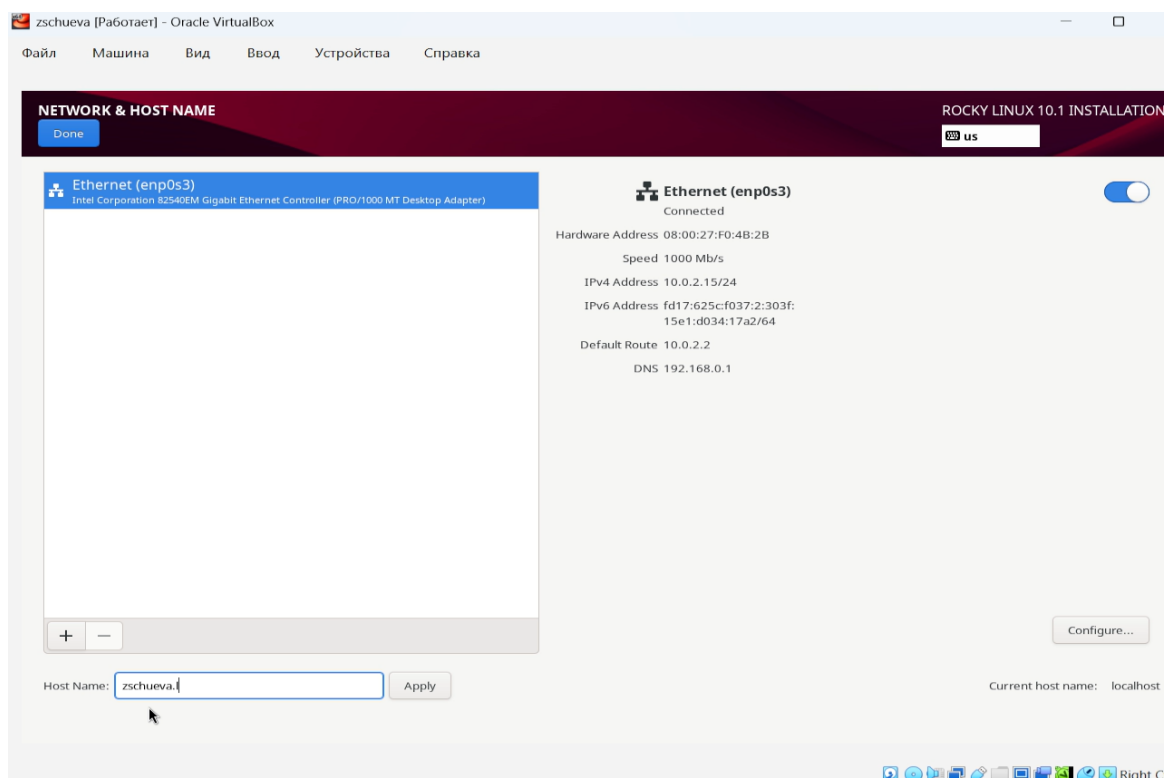 zschueva [Работает] - Oracle VirtualBox
Файл Машина Вид Ввод Устройства Справка
NETWORK & HOST NAME
ROCKY LINUX 10.1 INSTALLATION
Done
us
Ethernet (enp0s3)
Intel Corporation 82540EM Gigabit Ethernet Controller (PRO/1000 MT Desktop Adapter)
Ethernet (enp0s3)
Connected
Hardware Address 08:00:27:F0:4B:2B
Speed 1000 Mb/s
IPv4 Address 10.0.2.15/24
IPv6 Address fd17:625c:f037:2:303f:
15e1:d034:17a2/64
Default Route 10.0.2.2
DNS 192.168.0.1
Configure...
Host Name: zschueva.l
Apply
Current host name: localhost
Right C